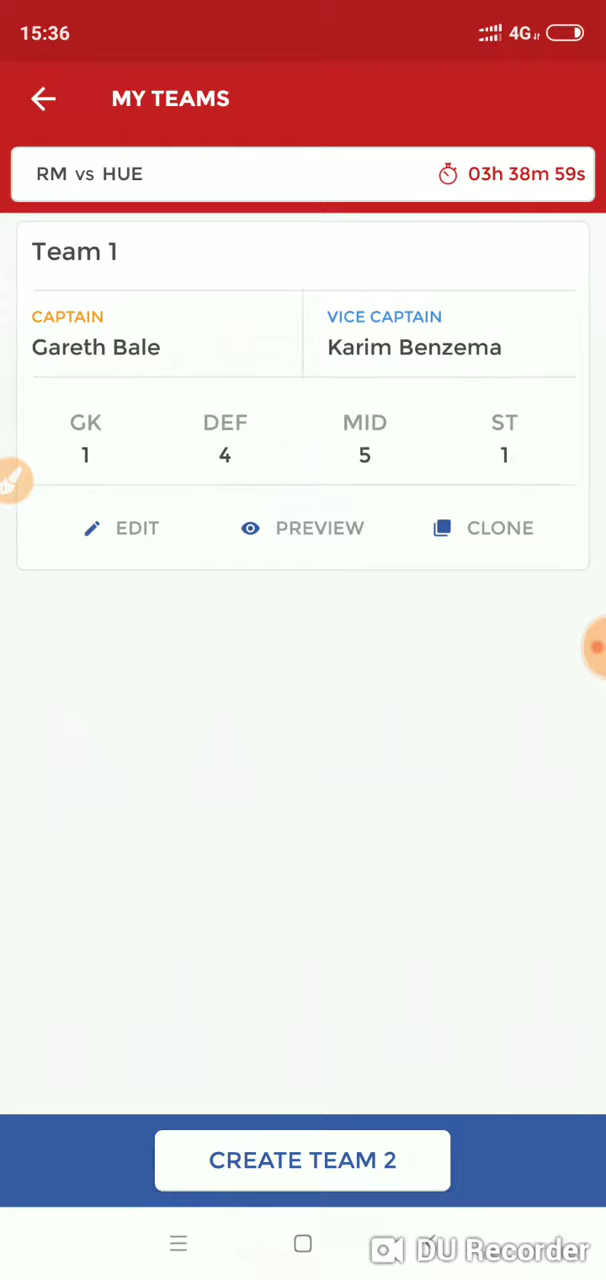 15:36 4G
MY TEAMS
RM vs HUE 03h 38m 59s
Team 1
CAPTAIN VICE CAPTAIN
Gareth Bale Karim Benzema
GK DEF MID ST
1 4 5 1
EDIT PREVIEW CLONE
CREATE TEAM 2
DU Recorder